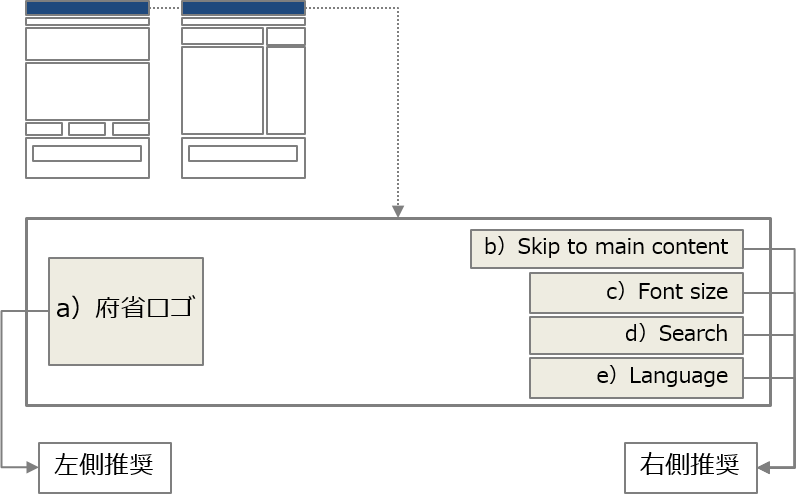 a）府省ロゴ
b）Skip to main content
c）Font size
d）Search
e）Language
左側推奨
右側推奨